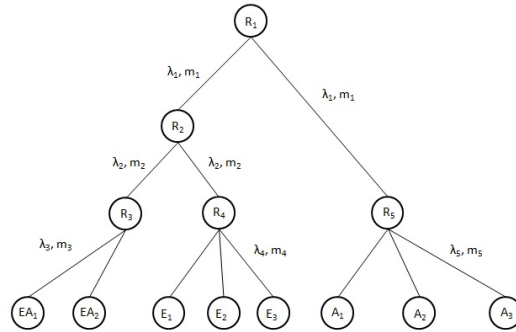 R₁
λ₁, m₁
λ₁, m₁
R₂
λ₂, m₂
λ₂, m₂
R₃
R₄
R₅
λ₃, m₃
λ₄, m₄
λ₅, m₅
EA₁
EA₂
E₁
E₂
E₃
A₁
A₂
A₃